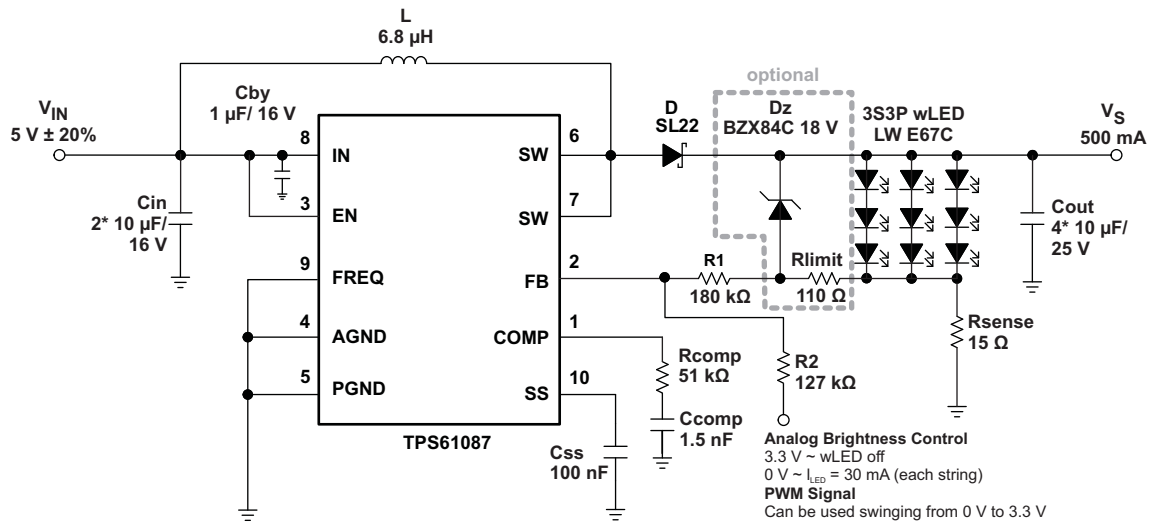 L
6.8 µH
optional
VIN
5 V ± 20%
Cby
1 µF/ 16 V
D
SL22
Dz
BZX84C 18 V
3S3P wLED
LW E67C
VS
500 mA
8
IN
SW
6
3
EN
SW
7
Cin
2* 10 µF/
16 V
Cout
4* 10 µF/
25 V
9
FREQ
FB
2
R1
180 kΩ
Rlimit
110 Ω
4
AGND
COMP
1
Rcomp
51 kΩ
R2
127 kΩ
Rsense
15 Ω
5
PGND
SS
10
Ccomp
1.5 nF
TPS61087
Css
100 nF
Analog Brightness Control
3.3 V ~ wLED off
0 V ~ ILED = 30 mA (each string)
PWM Signal
Can be used swinging from 0 V to 3.3 V